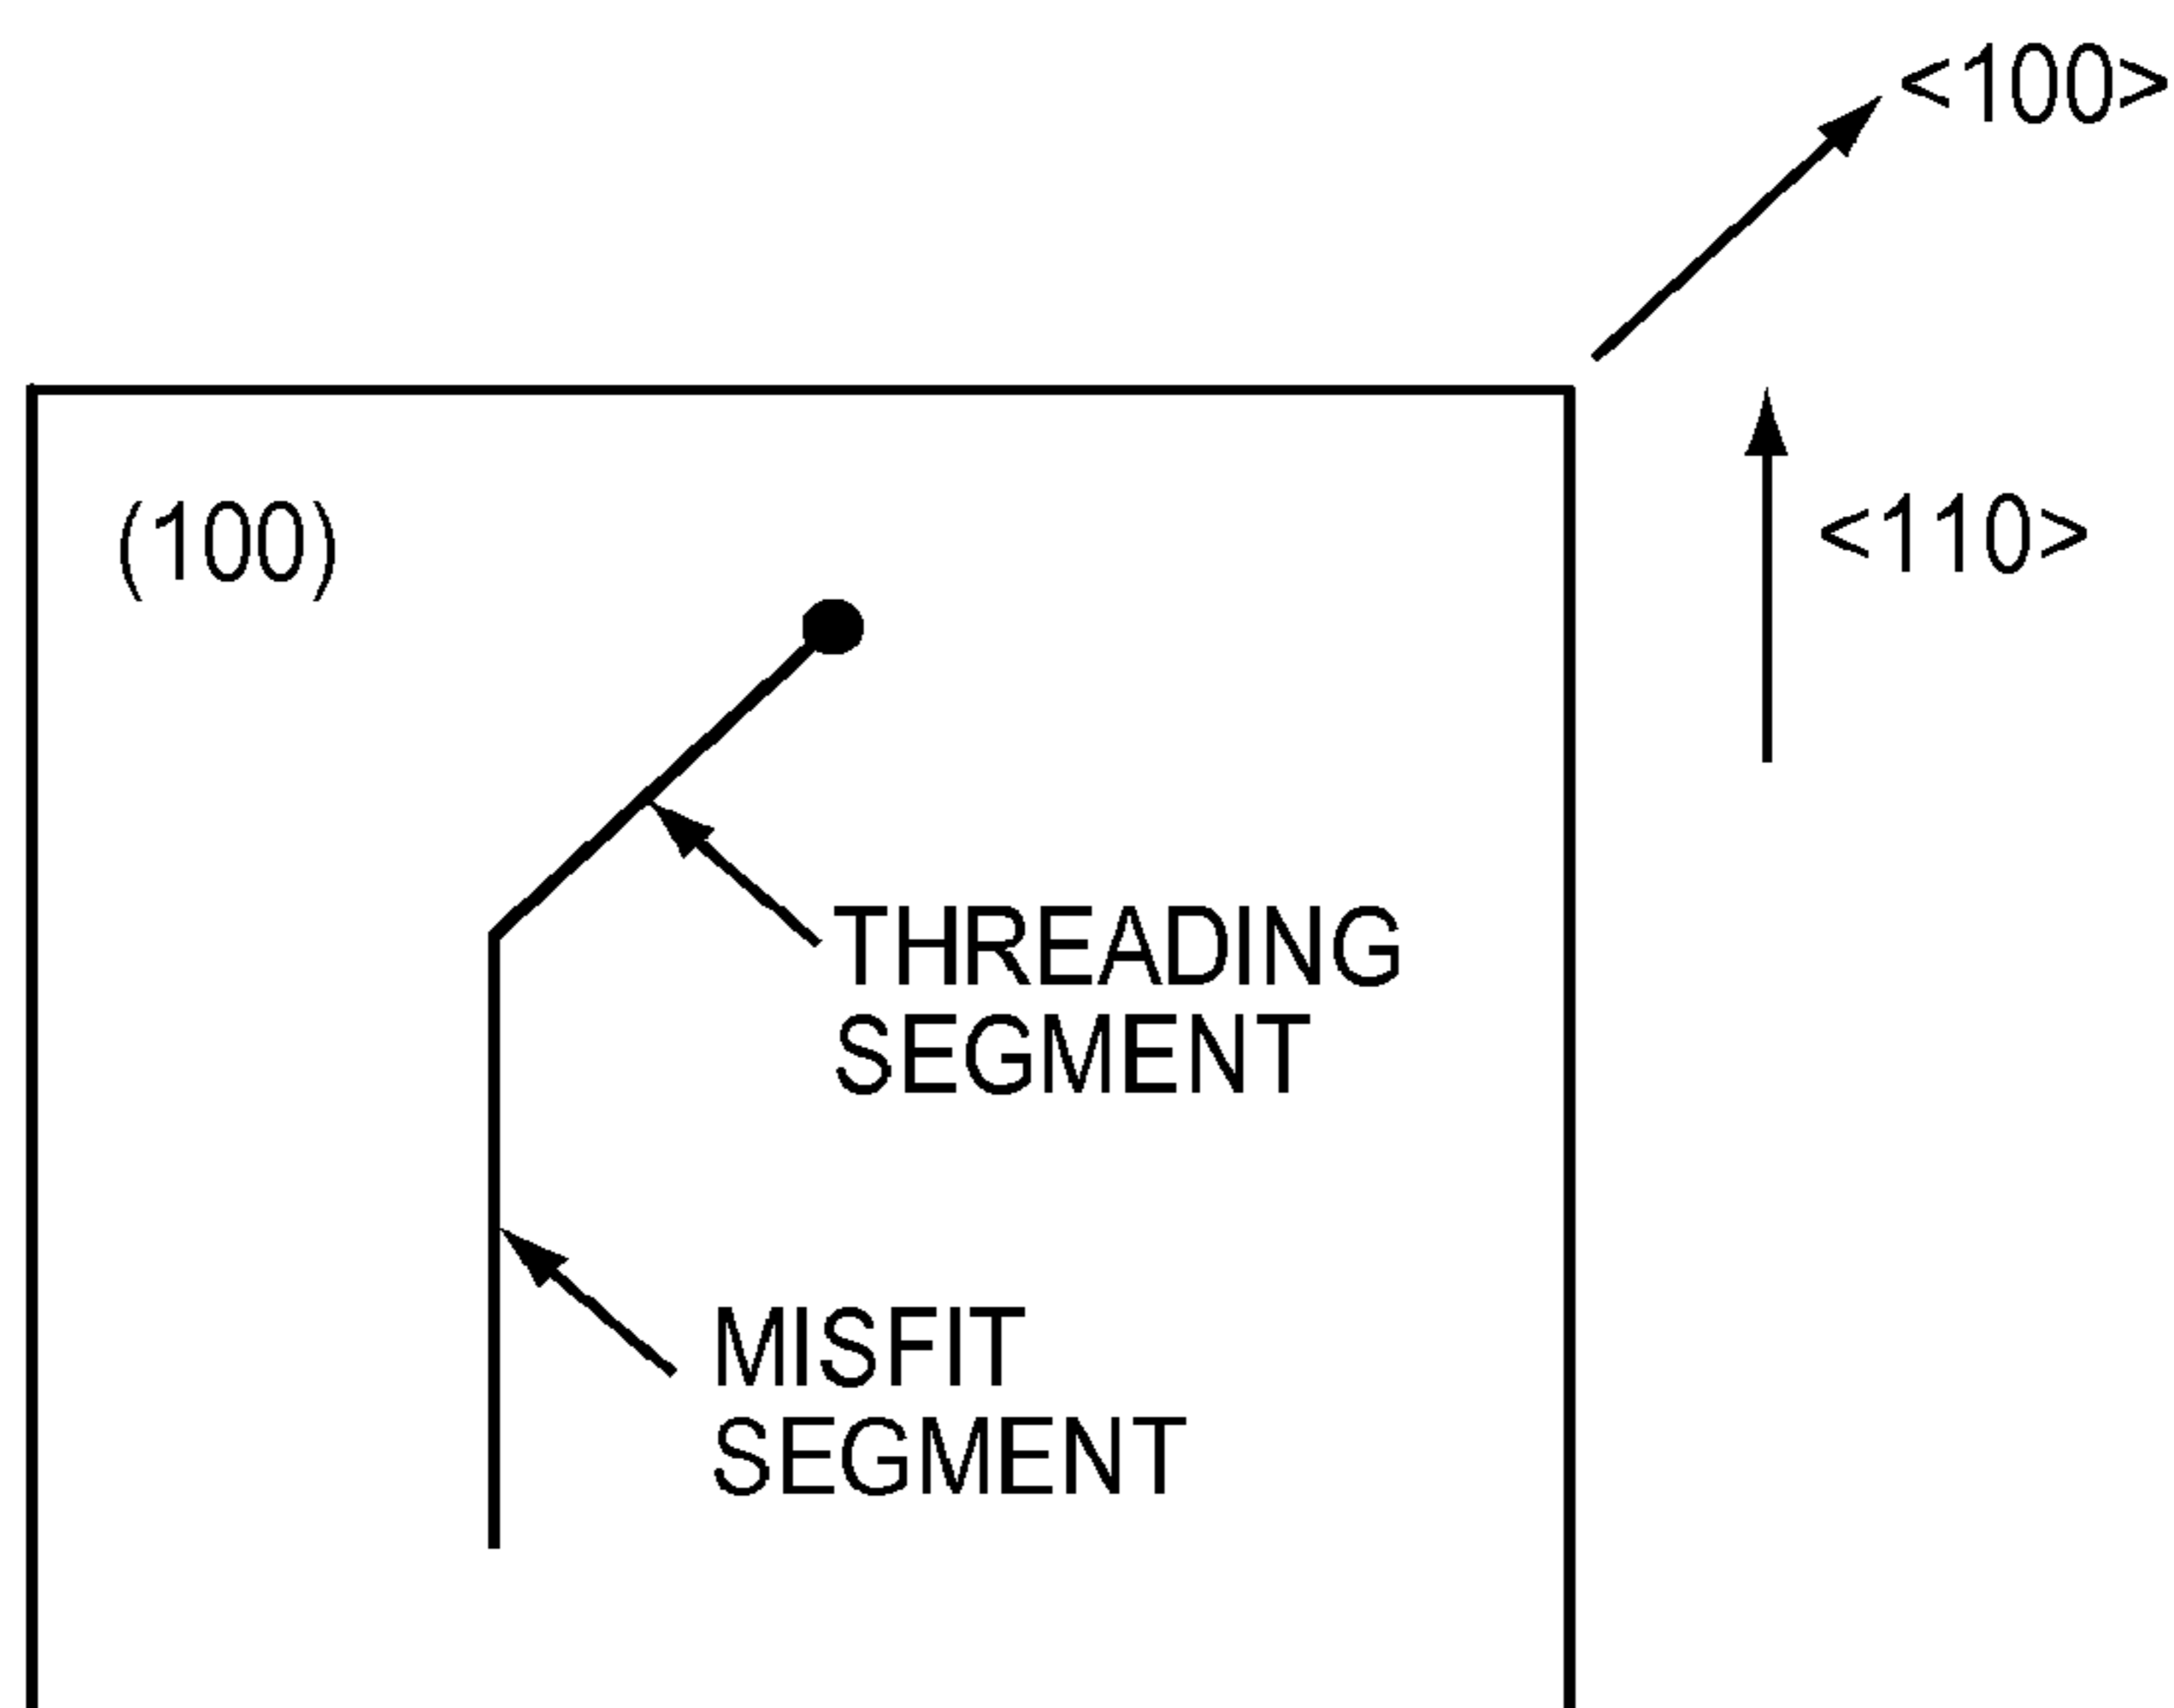 <100>
(100)
<110>
THREADING
SEGMENT
MISFIT
SEGMENT